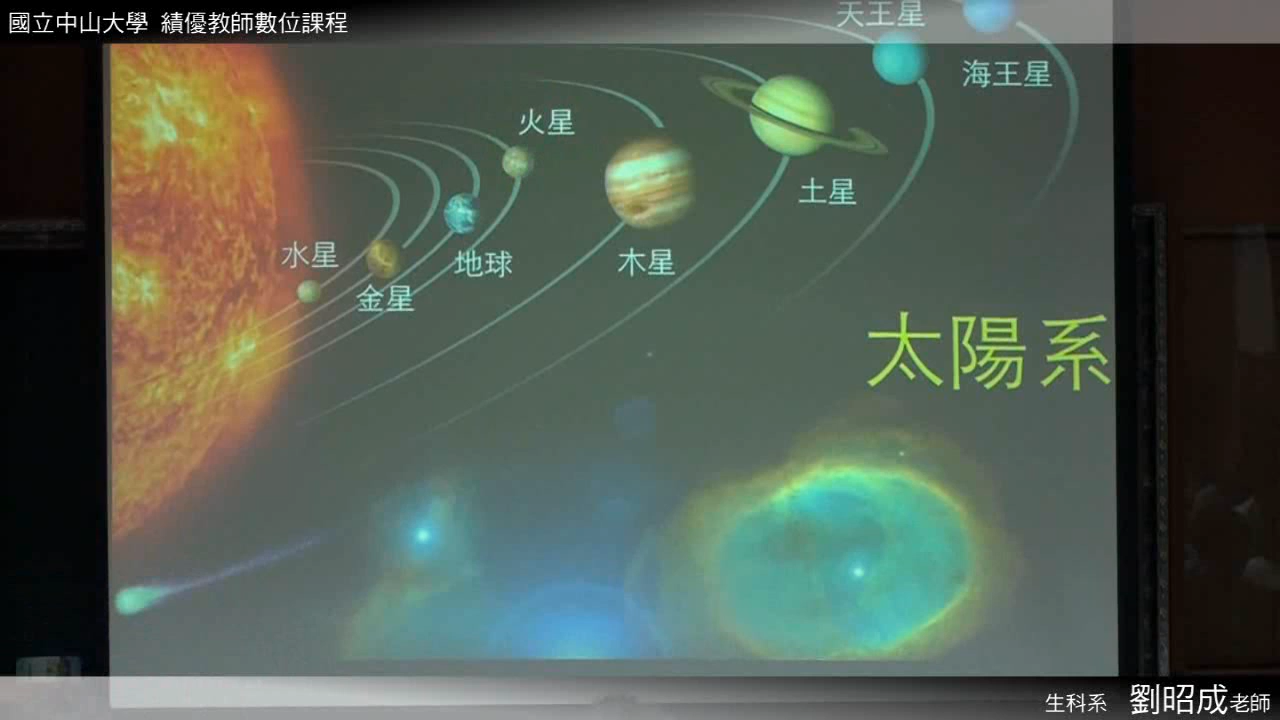 國立中山大學 績優教師數位課程
天王星
海王星
火星
土星
水星
地球
木星
金星
太陽系
生科系 劉昭成老師